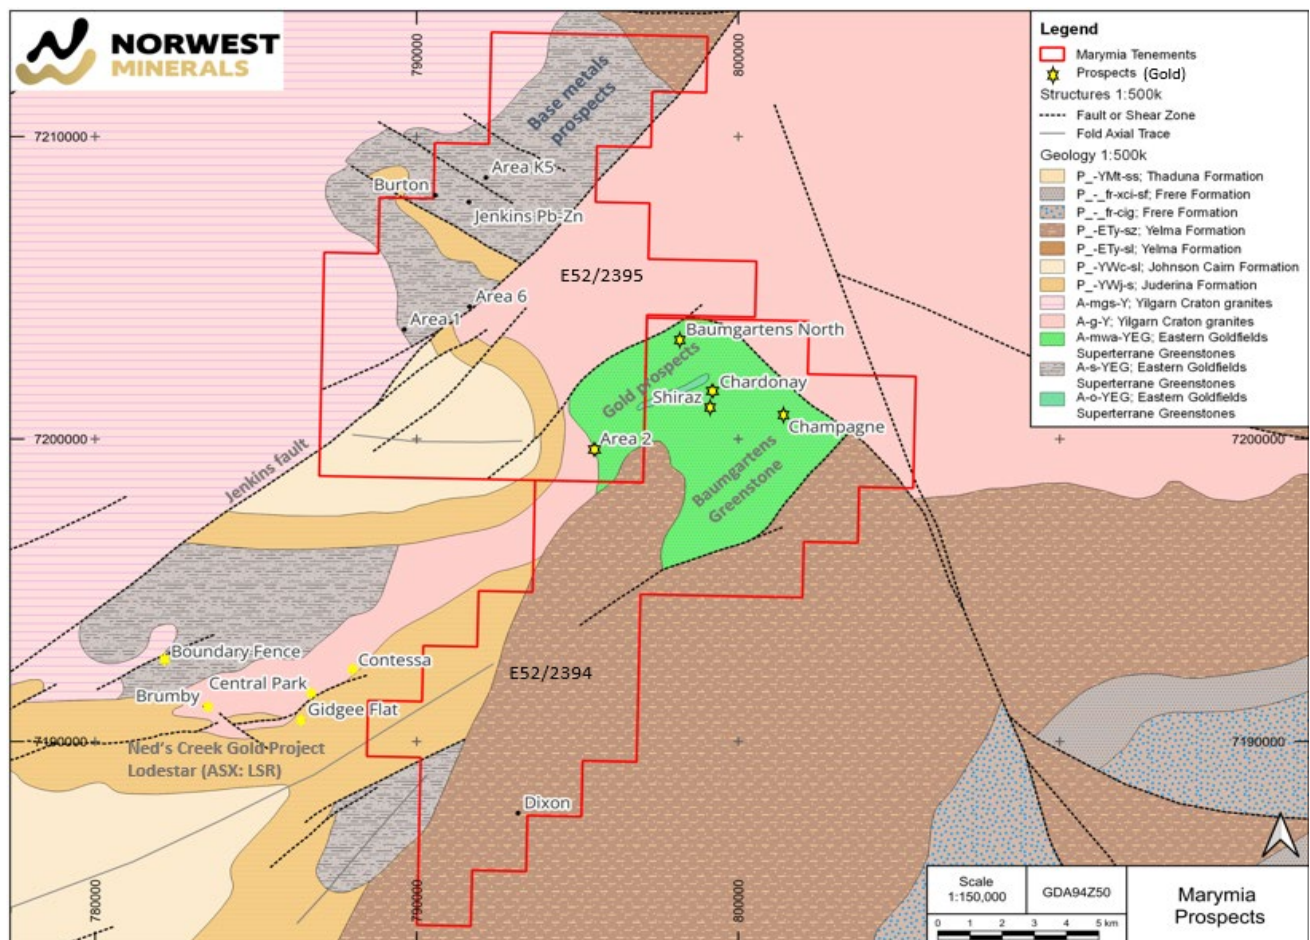 NORWEST
MINERALS
790000
800000
7210000
Base metals
prospects
Area K5
Burton
Jenkins Pb-Zn
E52/2395
Area 6
Area 1
Baumgartens North
Gold prospects
Chardonay
Shiraz
Champagne
Area 2
Baumgartens
Greenstone
7200000
7200000
Jenkins fault
Boundary Fence
Contessa
Central Park
Brumby
Gidgee Flat
E52/2394
7190000
7190000
Ned's Creek Gold Project
Lodestar (ASX: LSR)
Dixon
780000
790000
800000
Legend
Marymia Tenements
Prospects (Gold)
Structures 1:500k
Fault or Shear Zone
Fold Axial Trace
Geology 1:500k
P_-YMt-ss; Thaduna Formation
P_-_fr-xci-sf; Frere Formation
P_-_fr-cig; Frere Formation
P_-ETy-sz; Yelma Formation
P_-ETy-sl; Yelma Formation
P_-YWc-sl; Johnson Cairn Formation
P_-YWj-s; Juderina Formation
A-mgs-Y; Yilgarn Craton granites
A-g-Y; Yilgarn Craton granites
A-mwa-YEG; Eastern Goldfields
Superterrane Greenstones
A-s-YEG; Eastern Goldfields
Superterrane Greenstones
A-o-YEG; Eastern Goldfields
Superterrane Greenstones
Scale
1:150,000
GDA94Z50
0 1 2 3 4 5 km
Marymia
Prospects